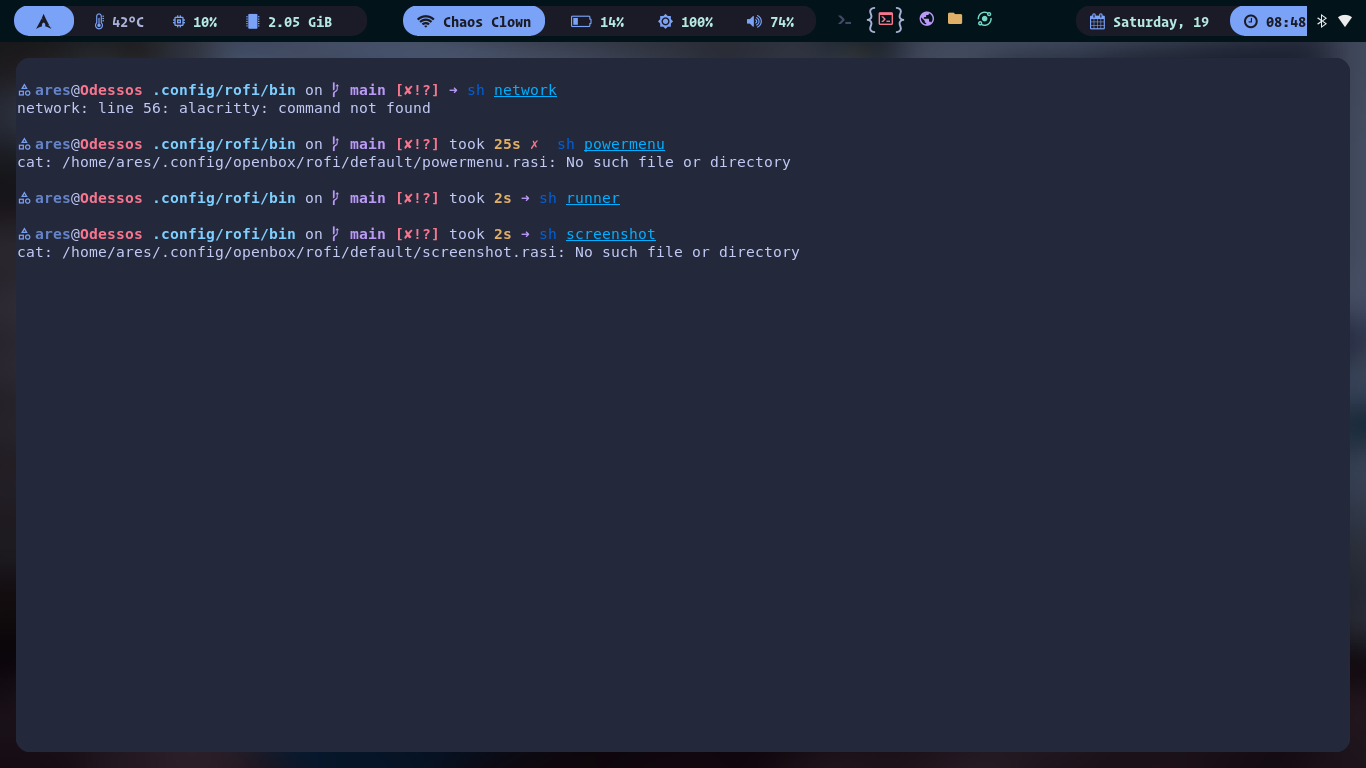 42°C 10% 2.05 GiB Chaos Clown 14% 100% 74% Saturday, 19 08:48
ares@Odessos .config/rofi/bin on main [✘!?] ➜ sh network
network: line 56: alacritty: command not found
ares@Odessos .config/rofi/bin on main [✘!?] took 25s ✗ sh powermenu
cat: /home/ares/.config/openbox/rofi/default/powermenu.rasi: No such file or directory
ares@Odessos .config/rofi/bin on main [✘!?] took 2s ➜ sh runner
ares@Odessos .config/rofi/bin on main [✘!?] took 2s ➜ sh screenshot
cat: /home/ares/.config/openbox/rofi/default/screenshot.rasi: No such file or directory